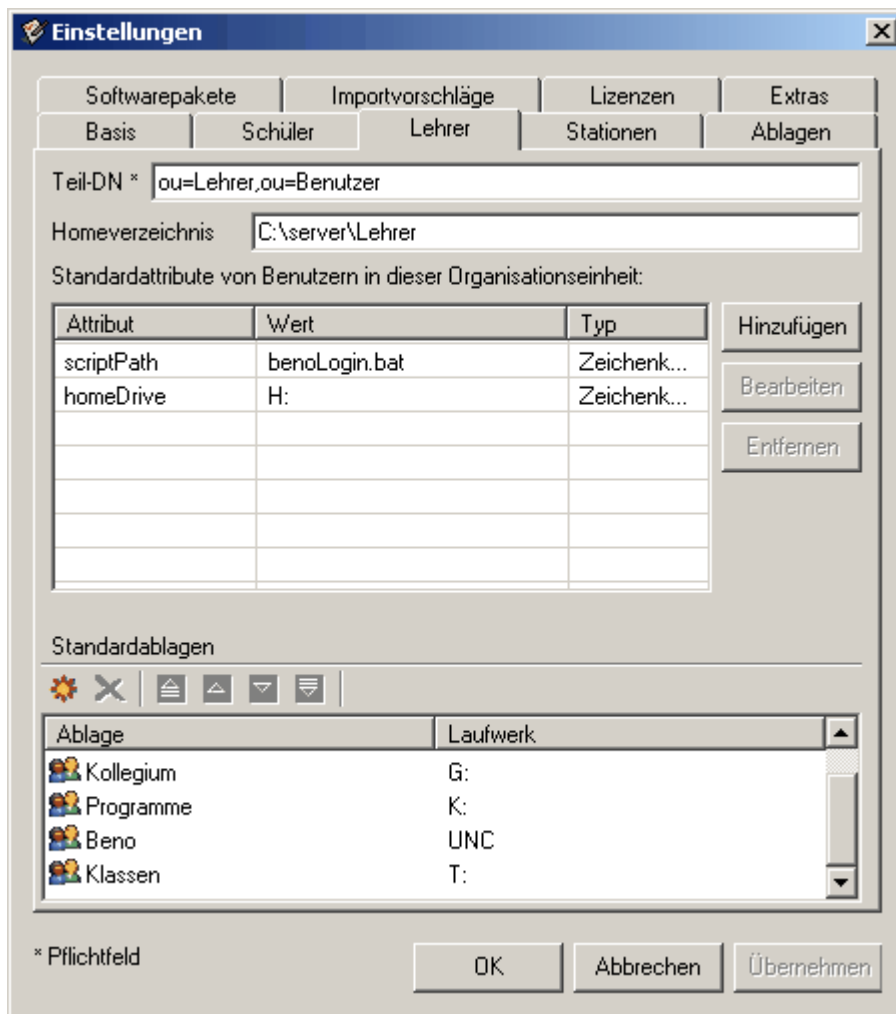 Einstellungen
Softwarepakete Importvorschläge Lizenzen Extras
Basis Schüler Lehrer Stationen Ablagen
Teil-DN * ou=Lehrer,ou=Benutzer
Homeverzeichnis C:\server\Lehrer
Standardattribute von Benutzern in dieser Organisationseinheit:
Attribut Wert Typ Hinzufügen
scriptPath benoLogin.bat Zeichenk...
homeDrive H: Zeichenk...
Bearbeiten
Entfernen
Standardablagen
Ablage Laufwerk
Kollegium G:
Programme K:
Beno UNC
Klassen T:
* Pflichtfeld OK Abbrechen Übernehmen